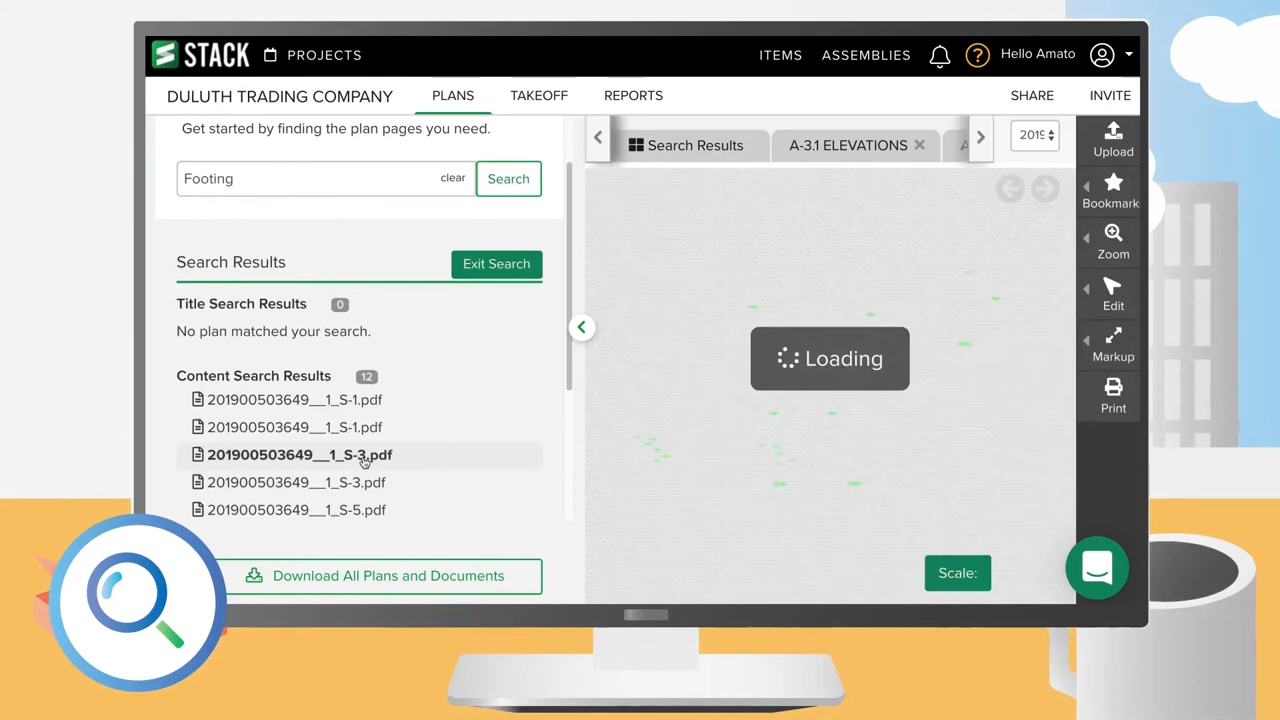 STACK PROJECTS ITEMS ASSEMBLIES ? Hello Amato
DULUTH TRADING COMPANY PLANS TAKEOFF REPORTS SHARE INVITE
Get started by finding the plan pages you need.
Footing clear Search
Search Results Exit Search
Title Search Results 0
No plan matched your search.
Content Search Results 12
201900503649__1_S-1.pdf
201900503649__1_S-1.pdf
201900503649__1_S-3.pdf
201900503649__1_S-3.pdf
201900503649__1_S-5.pdf
Download All Plans and Documents
Search Results A-3.1 ELEVATIONS
Loading
Scale:
Upload
Bookmark
Zoom
Edit
Markup
Print